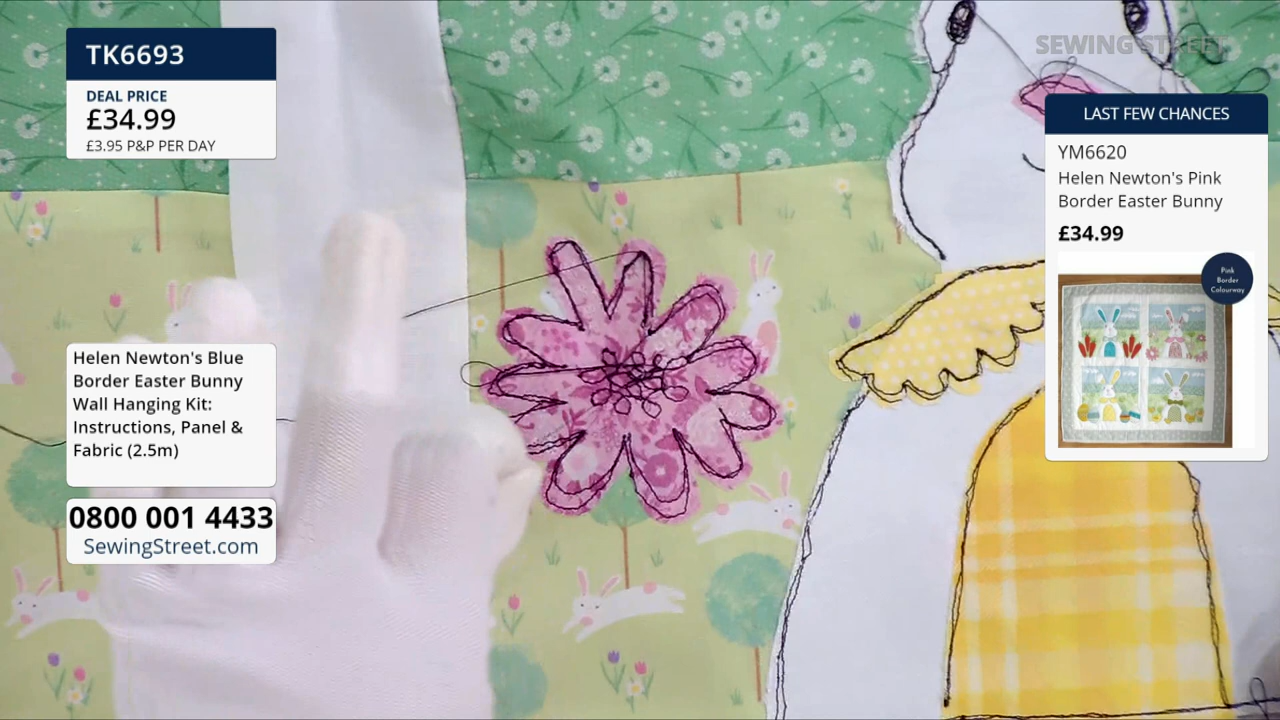 TK6693
DEAL PRICE
£34.99
£3.95 P&P PER DAY
Helen Newton's Blue
Border Easter Bunny
Wall Hanging Kit:
Instructions, Panel &
Fabric (2.5m)
0800 001 4433
SewingStreet.com
SEWING STREET
LAST FEW CHANCES
YM6620
Helen Newton's Pink
Border Easter Bunny
£34.99
Pink
Border
Colourway